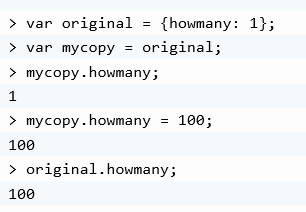 > var original = {howmany: 1};
> var mycopy = original;
> mycopy.howmany;
1
> mycopy.howmany = 100;
100
> original.howmany;
100